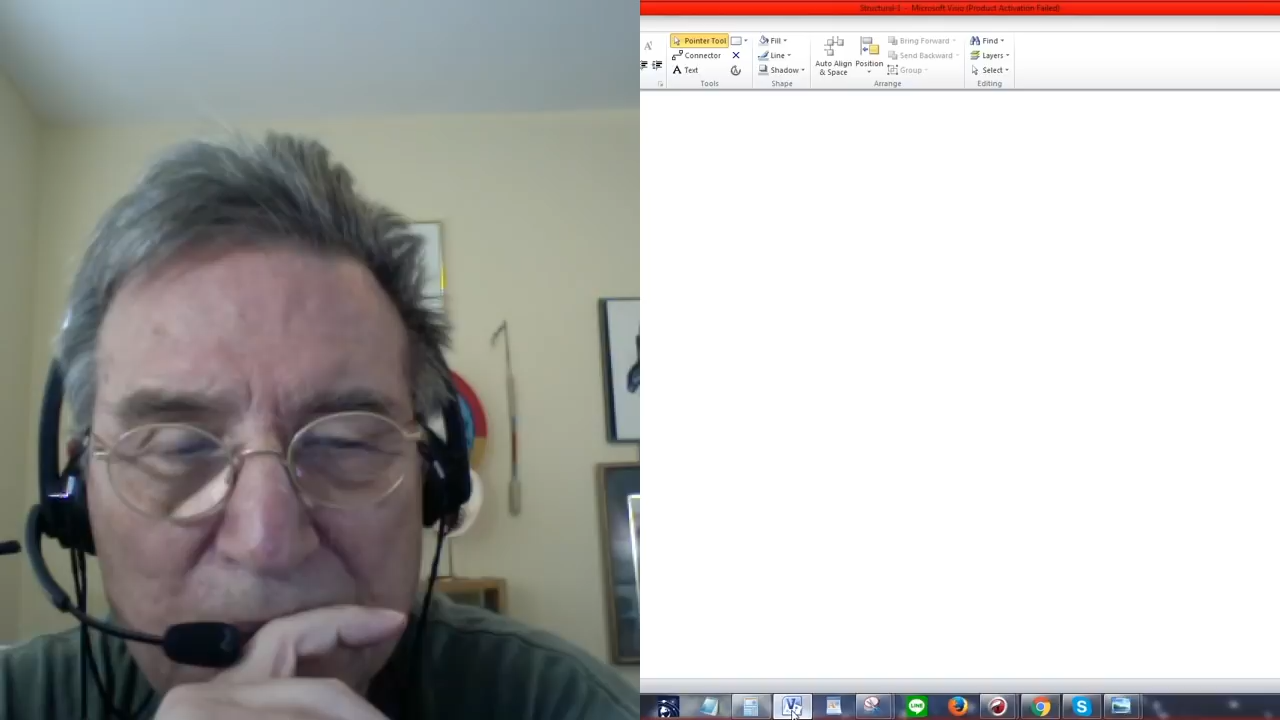 Structural-1 -- Microsoft Visio (Product Activation Failed)
A Pointer Tool Fill Bring Forward Find
Connector Line Send Backward Layers
Text Shadow Auto Align & Space Position Group Select
Tools Shape Arrange Editing
V LINE S